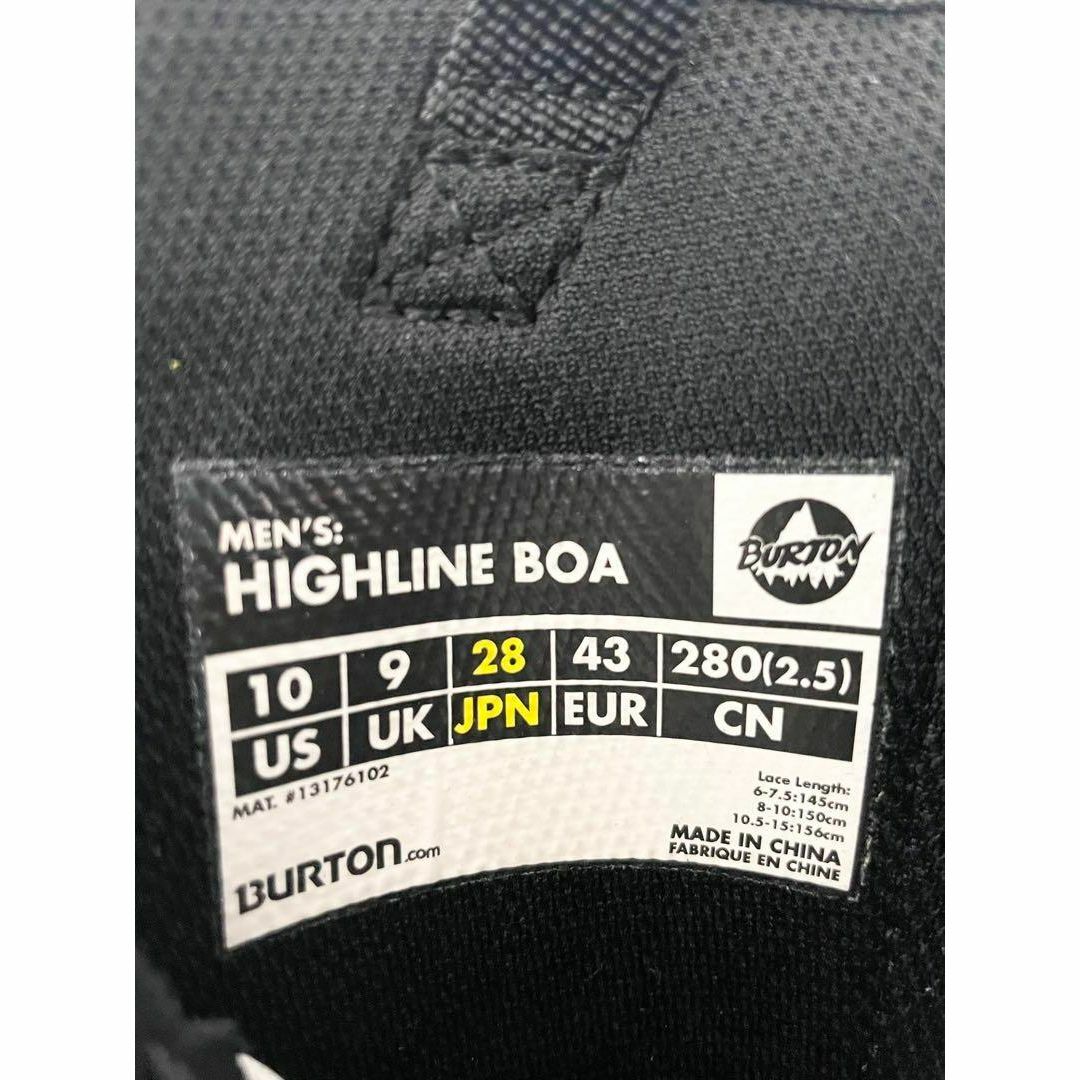 MEN'S:
HIGHLINE BOA
BURTON
10 9 28 43 280(2.5)
US UK JPN EUR CN
MAT. #13176102
Lace Length:
6-7.5:145cm
8-10:150cm
10.5-15:156cm
MADE IN CHINA
FABRIQUE EN CHINE
BURTON.com